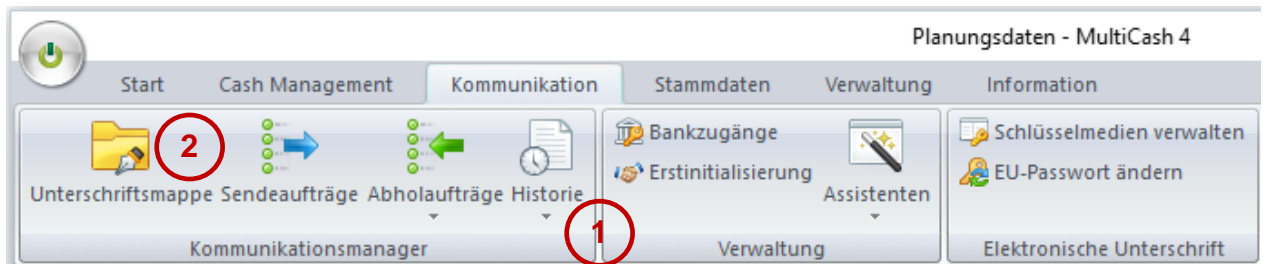 Planungsdaten - MultiCash 4
Start Cash Management Kommunikation Stammdaten Verwaltung Information
2
Bankzugänge
Schlüsselmedien verwalten
Unterschriftsmappe Sendeaufträge Abholaufträge Historie
Erstinitialisierung
Assistenten
EU-Passwort ändern
1
Kommunikationsmanager Verwaltung Elektronische Unterschrift